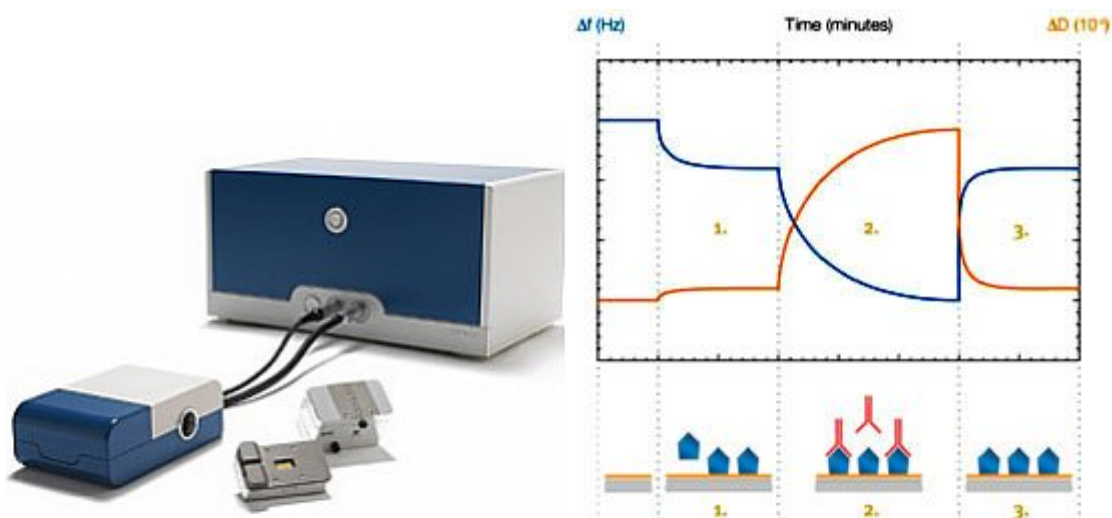 Δf (Hz) Time (minutes) ΔD (10⁻⁶)
1. 2. 3.
1. 2. 3.